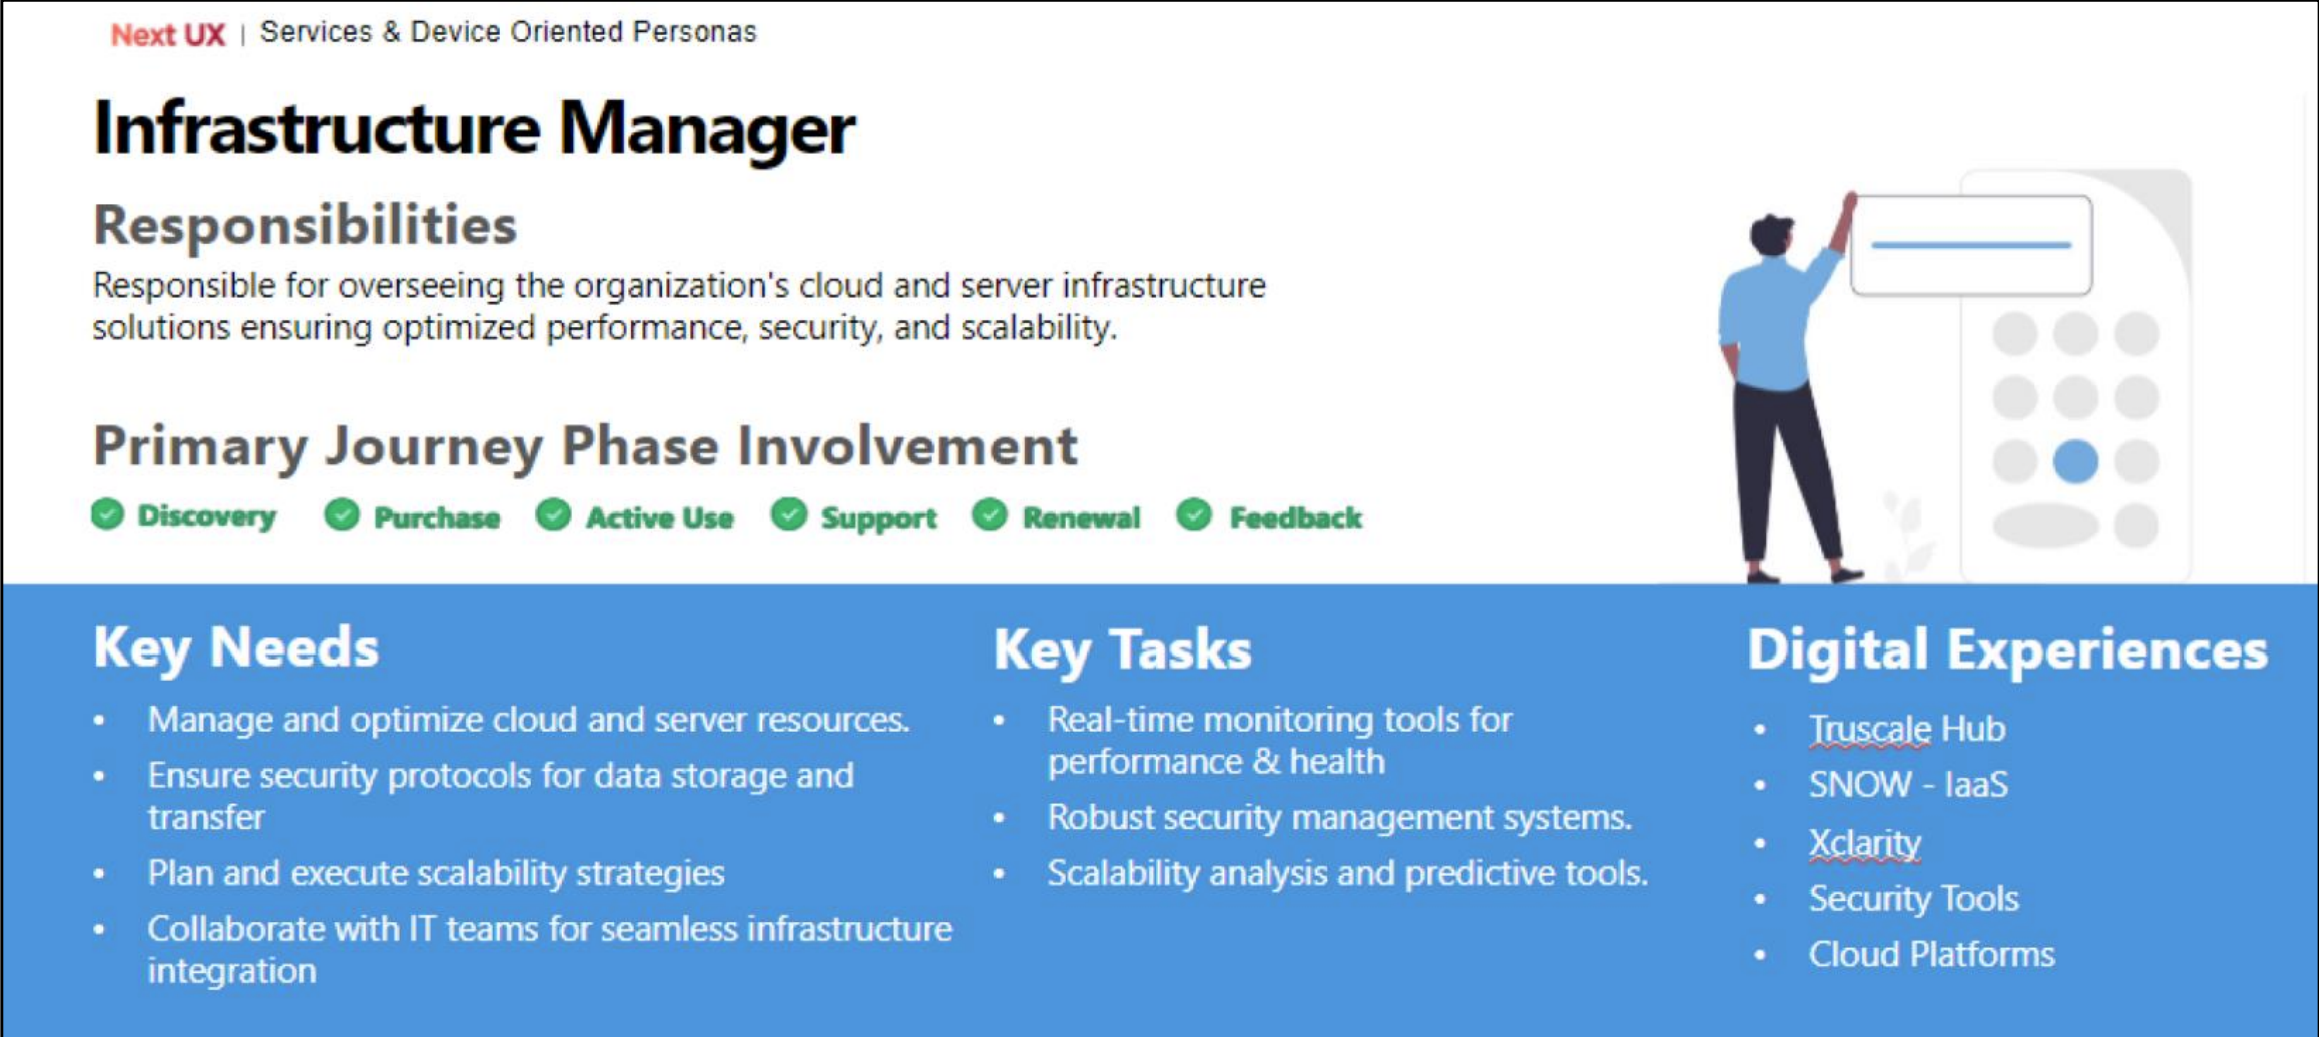 Next UX | Services & Device Oriented Personas
Infrastructure Manager
Responsibilities
Responsible for overseeing the organization's cloud and server infrastructure
solutions ensuring optimized performance, security, and scalability.
Primary Journey Phase Involvement
Discovery Purchase Active Use Support Renewal Feedback
Key Needs
• Manage and optimize cloud and server resources.
• Ensure security protocols for data storage and
transfer
• Plan and execute scalability strategies
• Collaborate with IT teams for seamless infrastructure
integration
Key Tasks
• Real-time monitoring tools for
performance & health
• Robust security management systems.
• Scalability analysis and predictive tools.
Digital Experiences
• Truscale Hub
• SNOW - IaaS
• Xclarity
• Security Tools
• Cloud Platforms